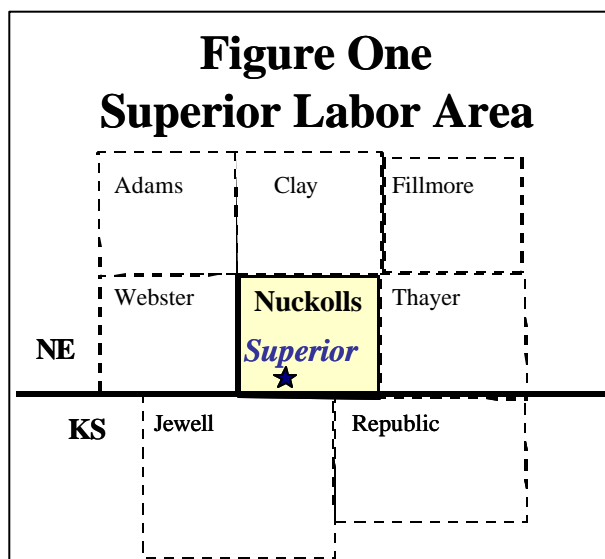 Figure One
Superior Labor Area
Adams Clay Fillmore
Webster Nuckolls Thayer
NE Superior
KS Jewell Republic